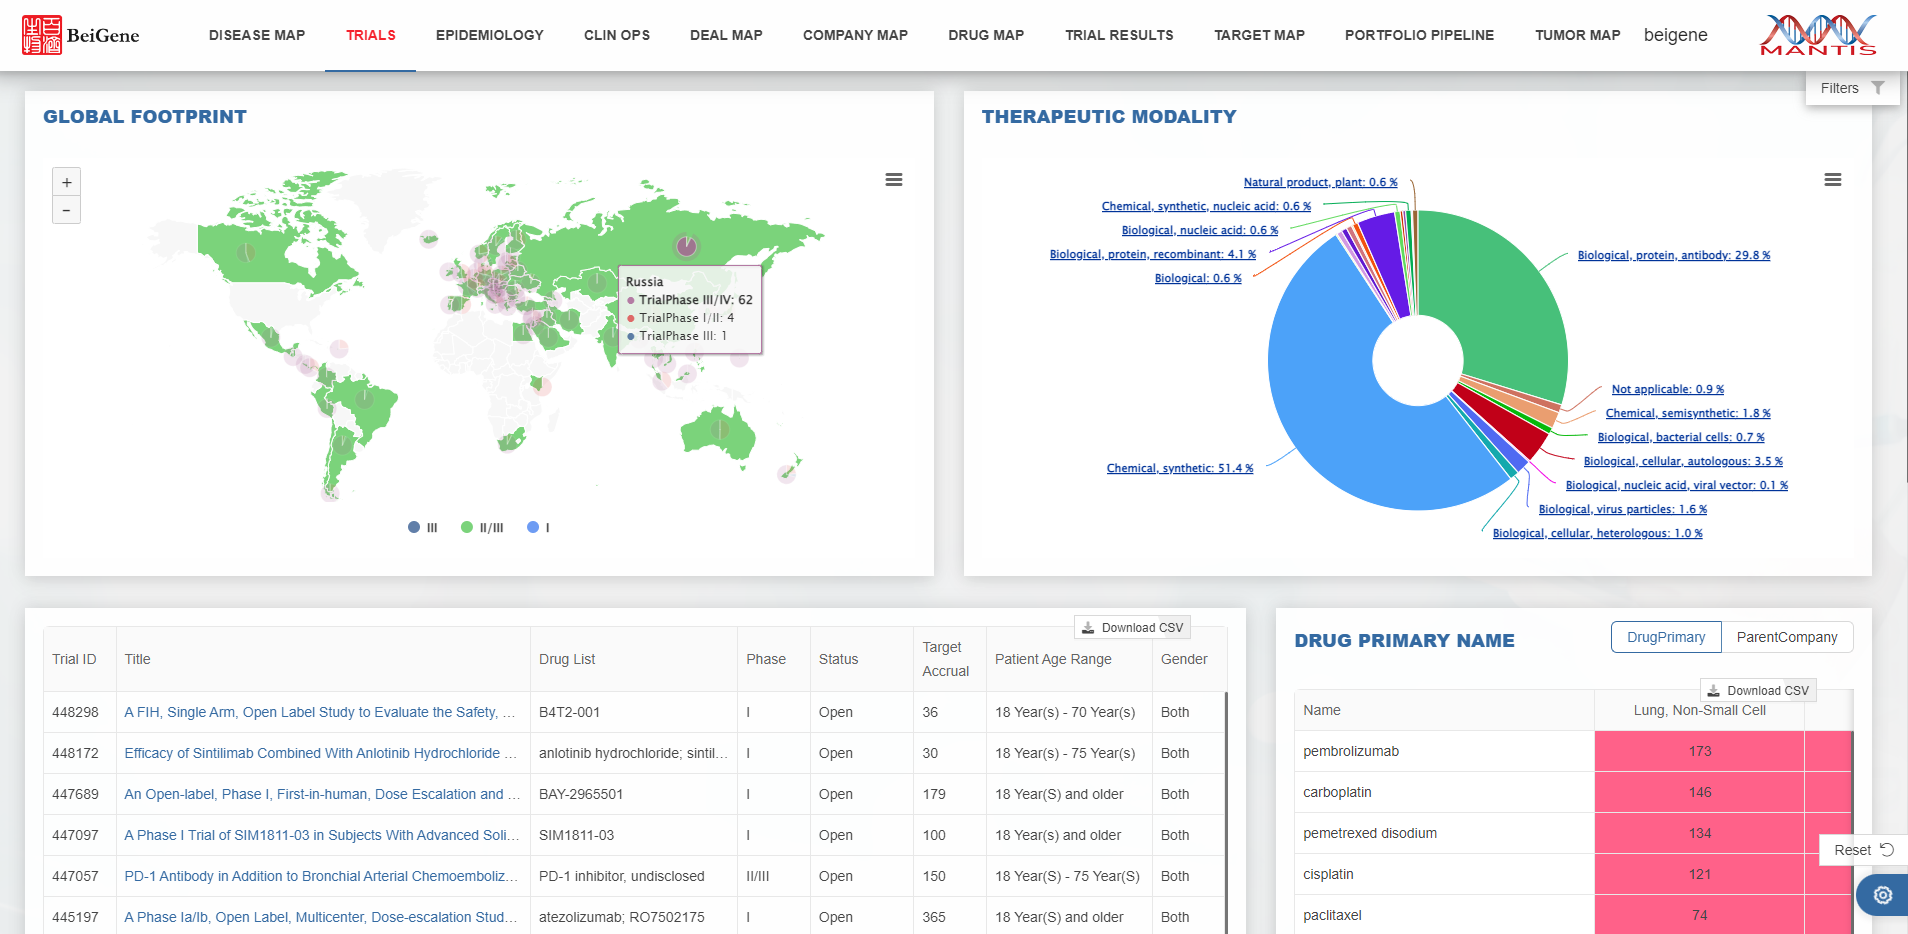 BeiGene
DISEASE MAP
TRIALS
EPIDEMIOLOGY
CLIN OPS
DEAL MAP
COMPANY MAP
DRUG MAP
TRIAL RESULTS
TARGET MAP
PORTFOLIO PIPELINE
TUMOR MAP
beigene
MANTIS
Filters
GLOBAL FOOTPRINT
+
−
Russia
TrialPhase III/IV: 62
TrialPhase I/II: 4
TrialPhase III: 1
III
II/III
I
THERAPEUTIC MODALITY
Natural product, plant: 0.6 %
Chemical, synthetic, nucleic acid: 0.6 %
Biological, nucleic acid: 0.6 %
Biological, protein, recombinant: 4.1 %
Biological: 0.6 %
Biological, protein, antibody: 29.8 %
Not applicable: 0.9 %
Chemical, semisynthetic: 1.8 %
Biological, bacterial cells: 0.7 %
Biological, cellular, autologous: 3.5 %
Chemical, synthetic: 51.4 %
Biological, nucleic acid, viral vector: 0.1 %
Biological, virus particles: 1.6 %
Biological, cellular, heterologous: 1.0 %
Download CSV
Trial ID Title Drug List Phase Status Target Accrual Patient Age Range Gender
448298 A FIH, Single Arm, Open Label Study to Evaluate the Safety, ... B4T2-001 I Open 36 18 Year(s) - 70 Year(s) Both
448172 Efficacy of Sintilimab Combined With Anlotinib Hydrochloride ... anlotinib hydrochloride; sintil... I Open 30 18 Year(s) - 75 Year(s) Both
447689 An Open-label, Phase I, First-in-human, Dose Escalation and ... BAY-2965501 I Open 179 18 Year(S) and older Both
447097 A Phase I Trial of SIM1811-03 in Subjects With Advanced Soli... SIM1811-03 I Open 100 18 Year(s) and older Both
447057 PD-1 Antibody in Addition to Bronchial Arterial Chemoemboliz... PD-1 inhibitor, undisclosed II/III Open 150 18 Year(S) - 75 Year(S) Both
445197 A Phase Ia/Ib, Open Label, Multicenter, Dose-escalation Stud... atezolizumab; RO7502175 I Open 365 18 Year(S) and older Both
DRUG PRIMARY NAME
DrugPrimary
ParentCompany
Download CSV
Name Lung, Non-Small Cell
pembrolizumab 173
carboplatin 146
pemetrexed disodium 134
cisplatin 121
paclitaxel 74
Reset